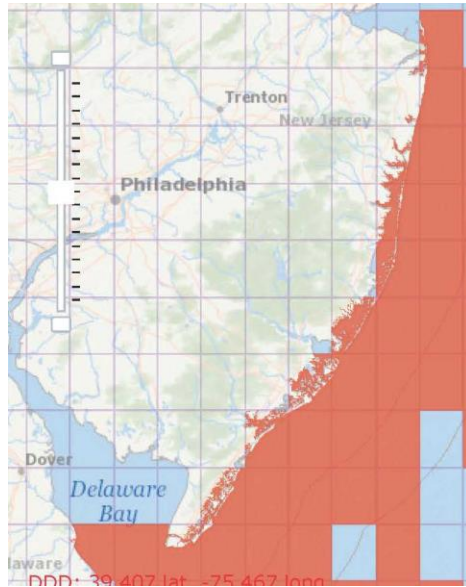 Trenton
New Jersey
Philadelphia
Dover
Delaware
Bay
laware
DDD: 39.407 lat -75.467 long